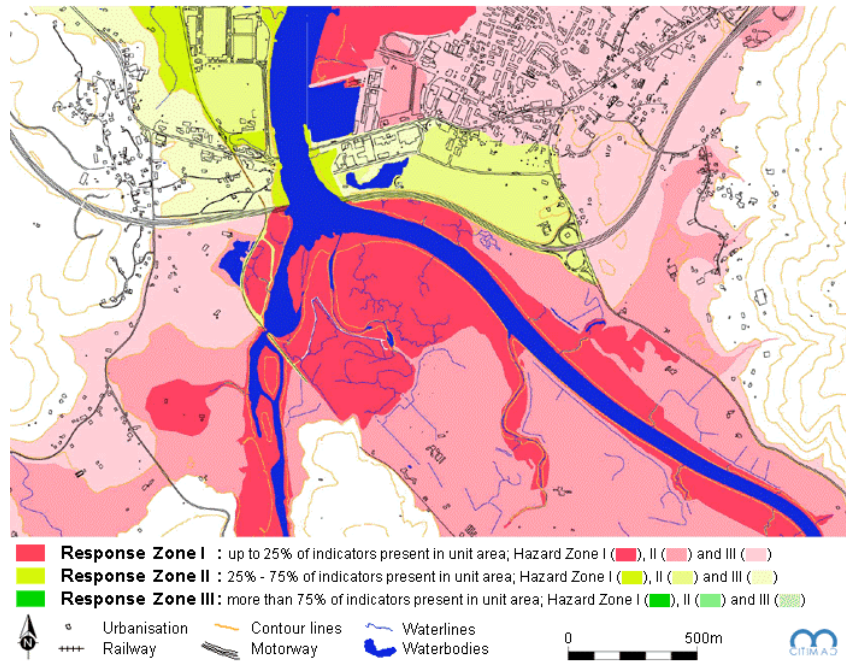 Response Zone I : up to 25% of indicators present in unit area; Hazard Zone I ( ), II ( ) and III ( )
Response Zone II : 25% - 75% of indicators present in unit area; Hazard Zone I ( ), II ( ) and III ( )
Response Zone III : more than 75% of indicators present in unit area; Hazard Zone I ( ), II ( ) and III ( )
N
Urbanisation
Contour lines
Waterlines
Railway
Motorway
Waterbodies
0 500m